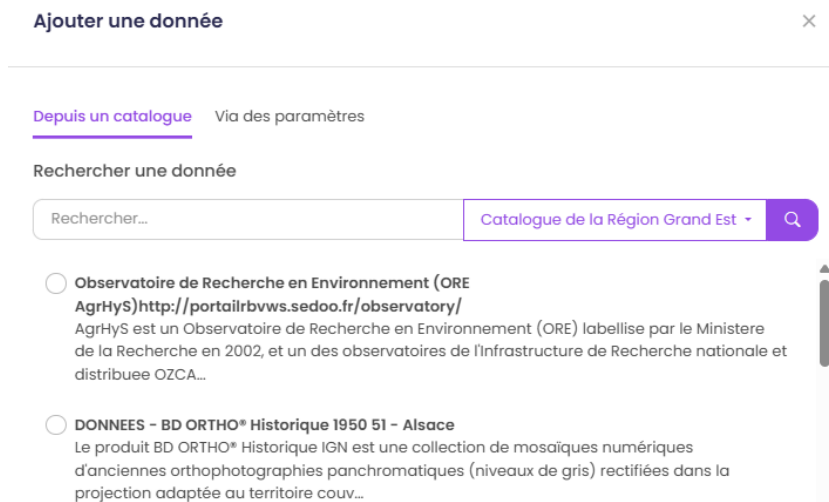 Ajouter une donnée
Depuis un catalogue Via des paramètres
Rechercher une donnée
Rechercher... Catalogue de la Région Grand Est
Observatoire de Recherche en Environnement (ORE
AgrHyS)http://portailrbvws.sedoo.fr/observatory/
AgrHyS est un Observatoire de Recherche en Environnement (ORE) labellise par le Ministere
de la Recherche en 2002, et un des observatoires de l'Infrastructure de Recherche nationale et
distribuee OZCA...
DONNEES - BD ORTHO® Historique 1950 51 - Alsace
Le produit BD ORTHO® Historique IGN est une collection de mosaïques numériques
d'anciennes orthophotographies panchromatiques (niveaux de gris) rectifiées dans la
projection adaptée au territoire couv...